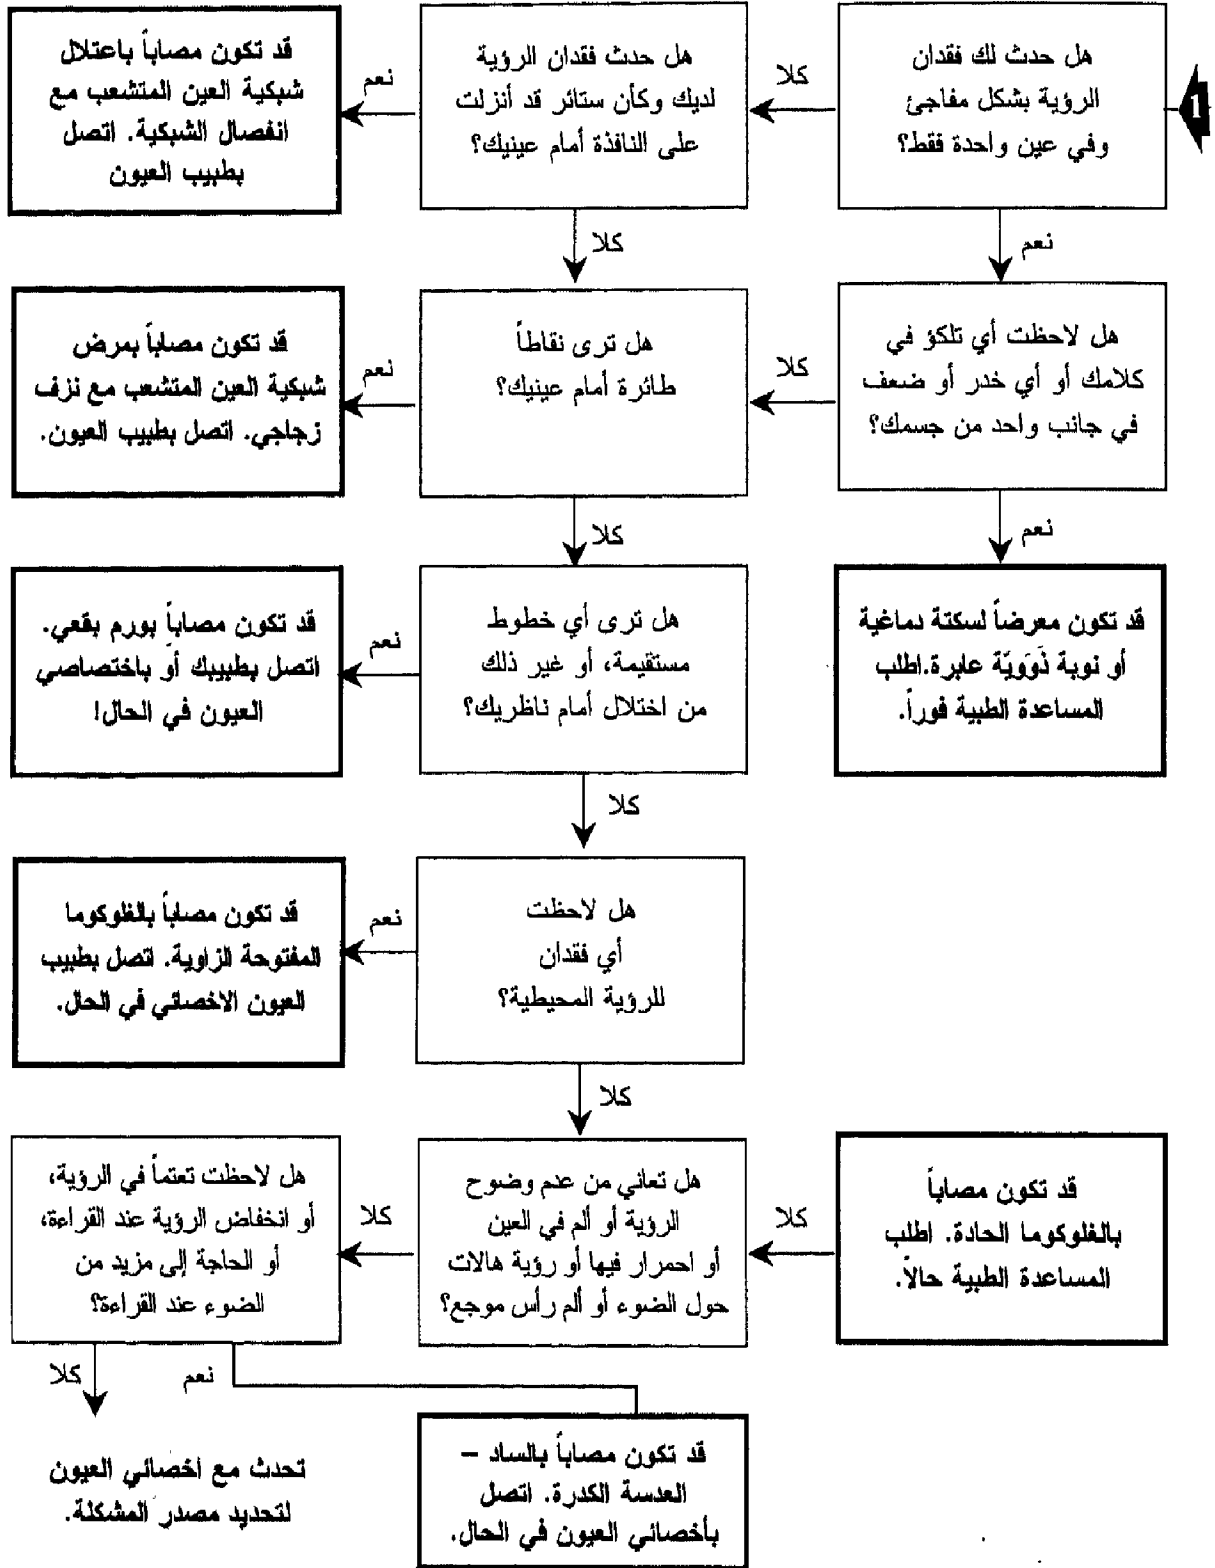 1
هل حدث لك فقدان
الرؤية بشكل مفاجئ
وفي عين واحدة فقط؟
كلا
هل حدث فقدان الرؤية
لديك وكأن ستائر قد أنزلت
على النافذة أمام عينيك؟
نعم
قد تكون مصاباً باعتلال
شبكية العين المتشعب مع
انفصال الشبكية. اتصل
بطبيب العيون
نعم
كلا
هل لاحظت أي تلكؤ في
كلامك أو أي خدر أو ضعف
في جانب واحد من جسمك؟
كلا
هل ترى نقاطاً
طائرة أمام عينيك؟
نعم
قد تكون مصاباً بمرض
شبكية العين المتشعب مع نزف
زجاجي. اتصل بطبيب العيون.
نعم
كلا
قد تكون معرضاً لسكتة دماغية
أو نوبة ذَوَويّة عابرة.اطلب
المساعدة الطبية فوراً.
هل ترى أي خطوط
مستقيمة، أو غير ذلك
من اختلال أمام ناظريك؟
نعم
قد تكون مصاباً بورم بقعي.
اتصل بطبيبك أو باختصاصي
العيون في الحال!
كلا
هل لاحظت
أي فقدان
للرؤية المحيطية؟
نعم
قد تكون مصاباً بالغلوكوما
المفتوحة الزاوية. اتصل بطبيب
العيون الاخصائي في الحال.
كلا
قد تكون مصاباً
بالغلوكوما الحادة. اطلب
المساعدة الطبية حالاً.
كلا
هل تعاني من عدم وضوح
الرؤية أو ألم في العين
أو احمرار فيها أو رؤية هالات
حول الضوء أو ألم رأس موجع؟
كلا
هل لاحظت تعتماً في الرؤية،
أو انخفاض الرؤية عند القراءة،
أو الحاجة إلى مزيد من
الضوء عند القراءة؟
نعم
كلا
قد تكون مصاباً بالساد –
العدسة الكدرة. اتصل
بأخصائي العيون في الحال.
تحدث مع اخصائي العيون
لتحديد مصدر المشكلة.